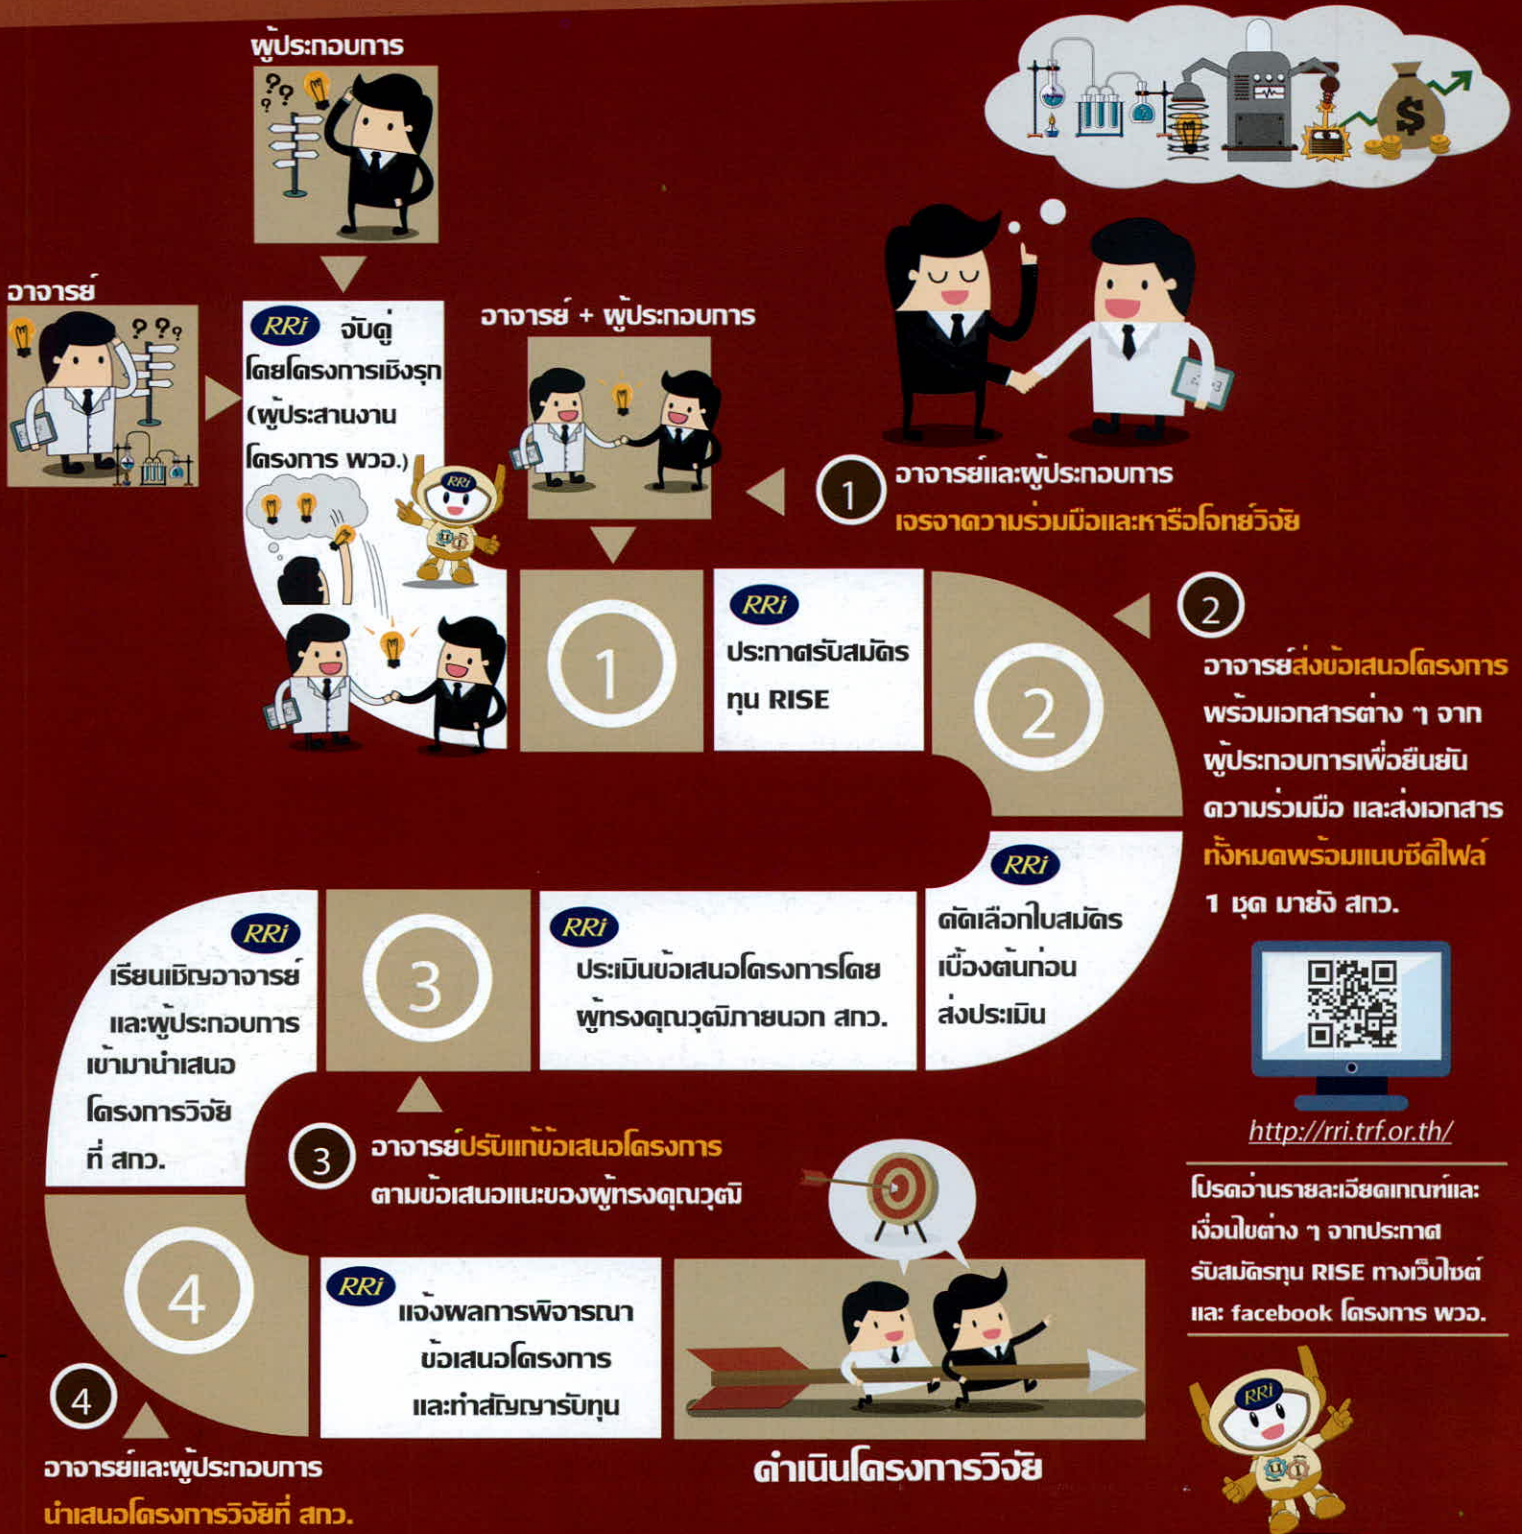 ผู้ประกอบการ
อาจารย์
RRi จับคู่
โดยโครงการเชิงรุก
(ผู้ประสานงาน
โครงการ พวอ.)
RRi
อาจารย์ + ผู้ประกอบการ
1
อาจารย์และผู้ประกอบการ
เจรจาความร่วมมือและหารือโจทย์วิจัย
1
RRi
ประกาศรับสมัคร
ทุน RISE
2
2
อาจารย์ส่งข้อเสนอโครงการ
พร้อมเอกสารต่าง ๆ จาก
ผู้ประกอบการเพื่อยืนยัน
ความร่วมมือ และส่งเอกสาร
ทั้งหมดพร้อมแนบซีดีไฟล์
1 ชุด มายัง สกว.
RRi
คัดเลือกใบสมัคร
เบื้องต้นก่อน
ส่งประเมิน
RRi
ประเมินข้อเสนอโครงการโดย
ผู้ทรงคุณวุฒิภายนอก สกว.
3
3
อาจารย์ปรับแก้ข้อเสนอโครงการ
ตามข้อเสนอแนะของผู้ทรงคุณวุฒิ
RRi
เรียนเชิญอาจารย์
และผู้ประกอบการ
เข้ามานำเสนอ
โครงการวิจัย
ที่ สกว.
4
4
อาจารย์และผู้ประกอบการ
นำเสนอโครงการวิจัยที่ สกว.
RRi
แจ้งผลการพิจารณา
ข้อเสนอโครงการ
และทำสัญญารับทุน
ดำเนินโครงการวิจัย
http://rri.trf.or.th/
โปรดอ่านรายละเอียดเกณฑ์และ
เงื่อนไขต่าง ๆ จากประกาศ
รับสมัครทุน RISE ทางเว็บไซต์
และ facebook โครงการ พวอ.
RRi